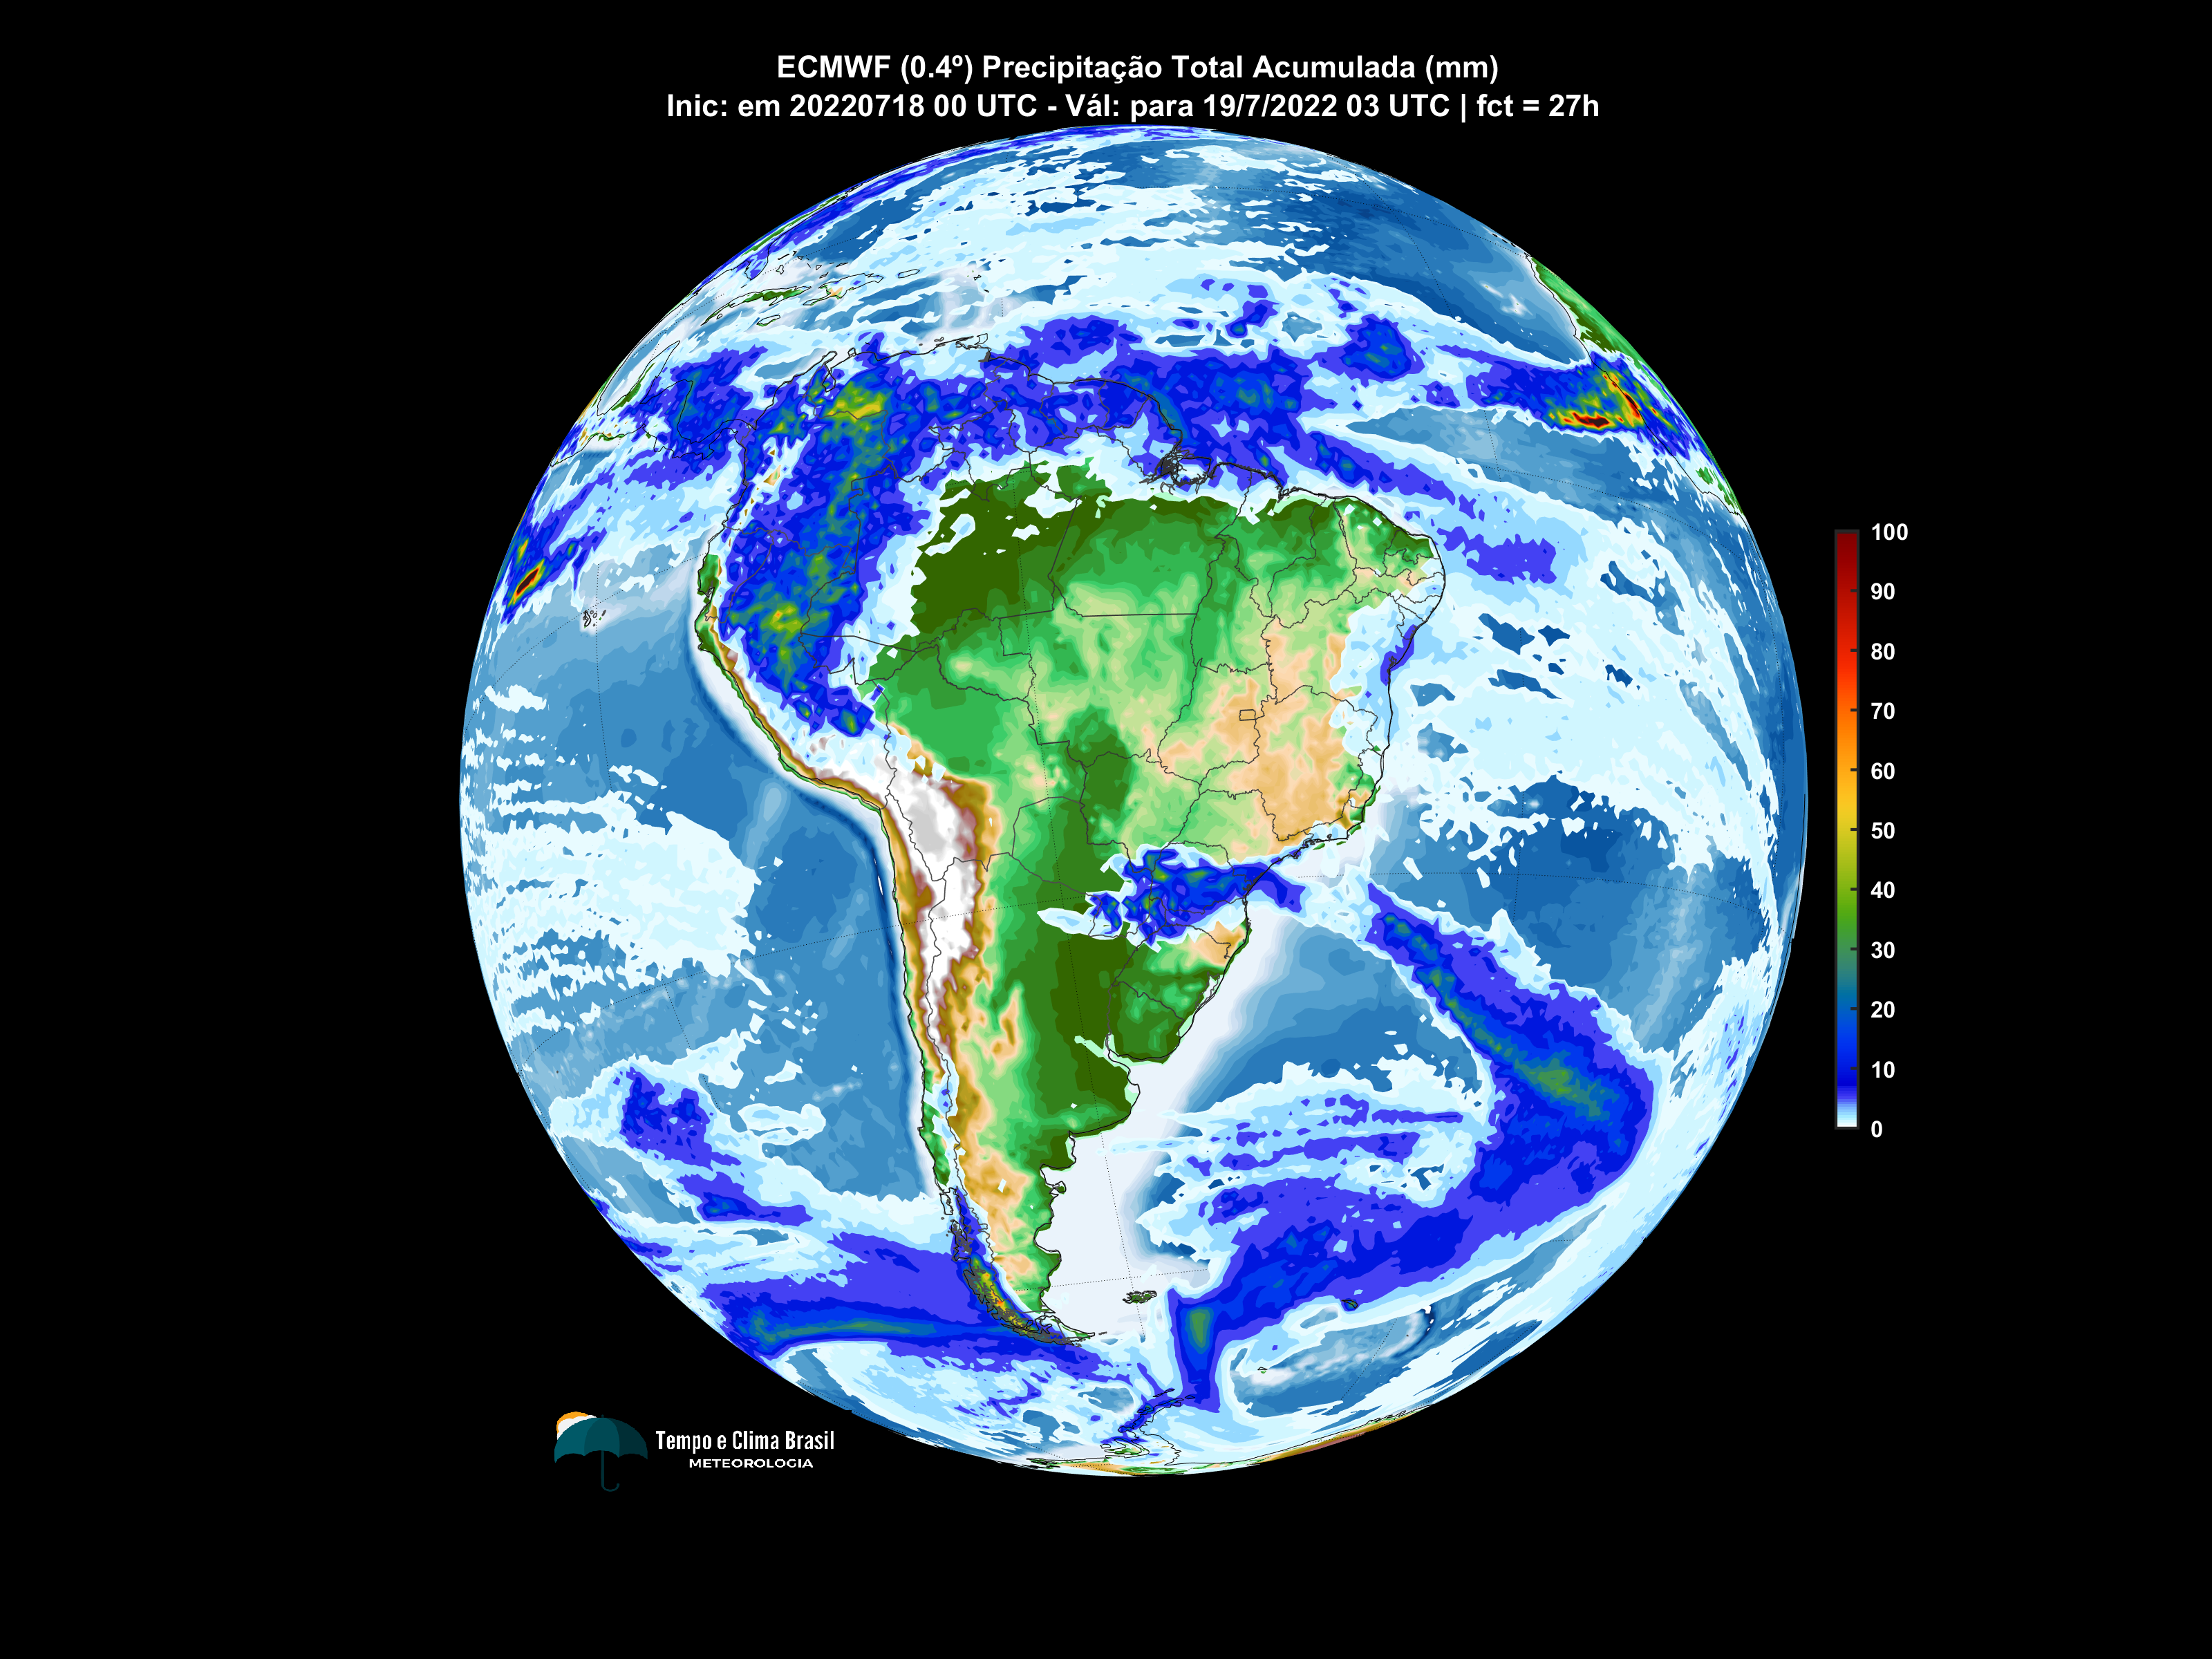 ECMWF (0.4º) Precipitação Total Acumulada (mm)
Inic: em 20220718 00 UTC - Vál: para 19/7/2022 03 UTC | fct = 27h
100
90
80
70
60
50
40
30
20
10
0
Tempo e Clima Brasil
METEOROLOGIA